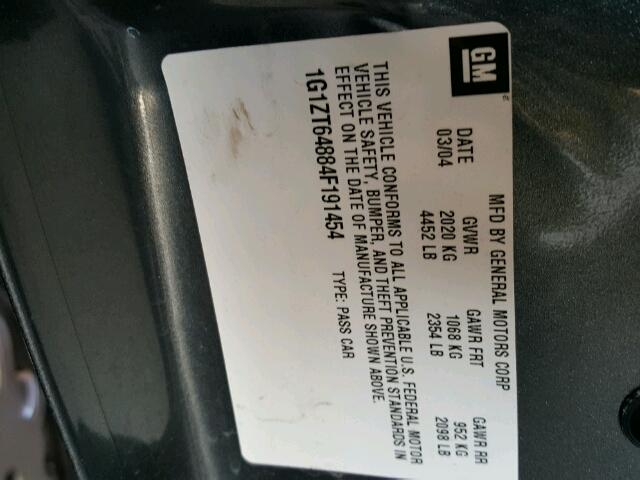 GM
MFD BY GENERAL MOTORS CORP
DATE GVWR GAWR FRT GAWR RR
03/04 2020 KG 1068 KG 952 KG
4452 LB 2354 LB 2098 LB
THIS VEHICLE CONFORMS TO ALL APPLICABLE U.S. FEDERAL MOTOR
VEHICLE SAFETY, BUMPER, AND THEFT PREVENTION STANDARDS IN
EFFECT ON THE DATE OF MANUFACTURE SHOWN ABOVE.
1G1ZT64884F191454 TYPE: PASS CAR